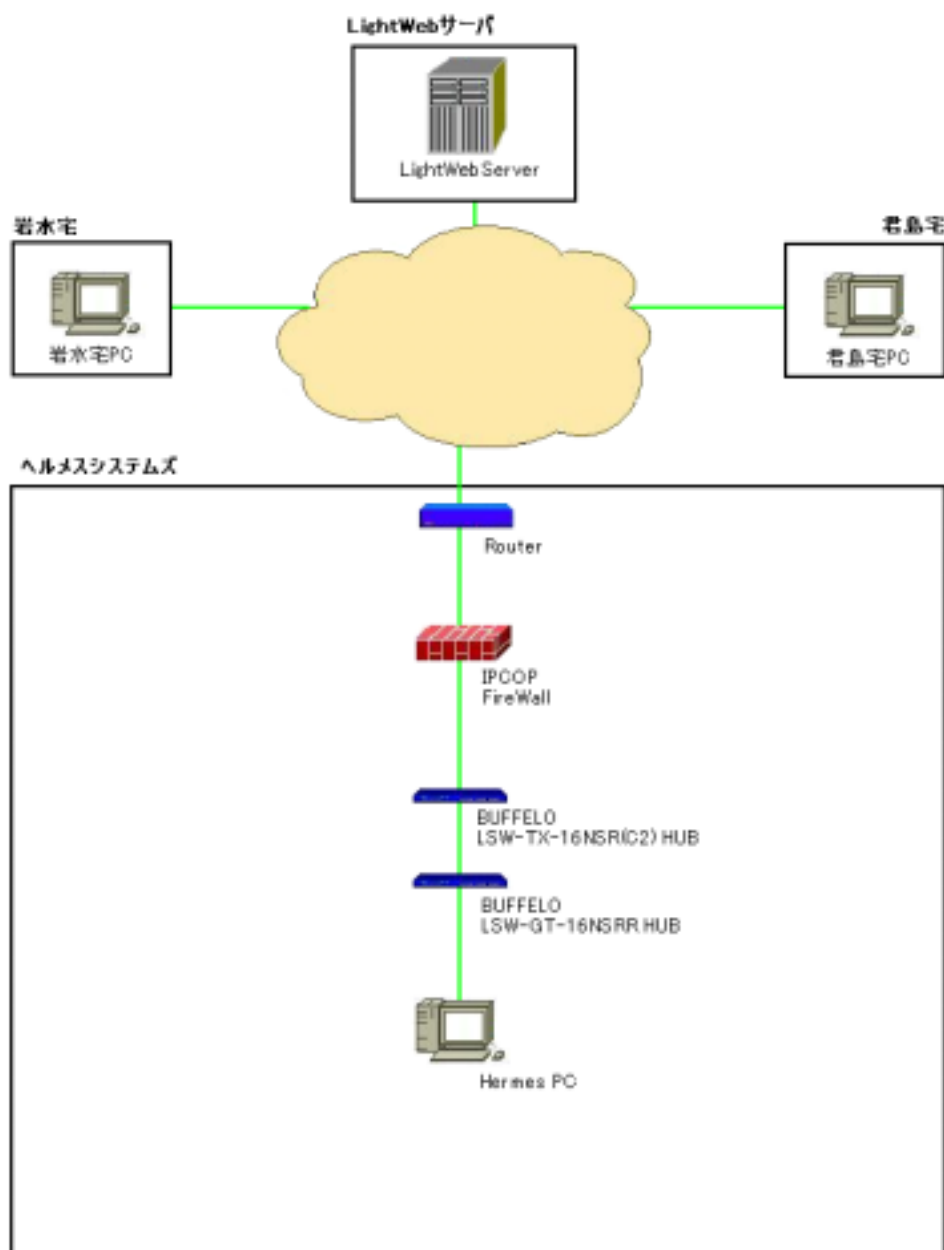 LightWebサーバ
LightWebServer
岩水宅
岩水宅PC
君島宅
君島宅PC
ヘルメスシステムズ
Router
IPCOP
FireWall
BUFFELO
LSW-TX-16NSR(C2) HUB
BUFFELO
LSW-GT-16NSRR HUB
Hermes PC